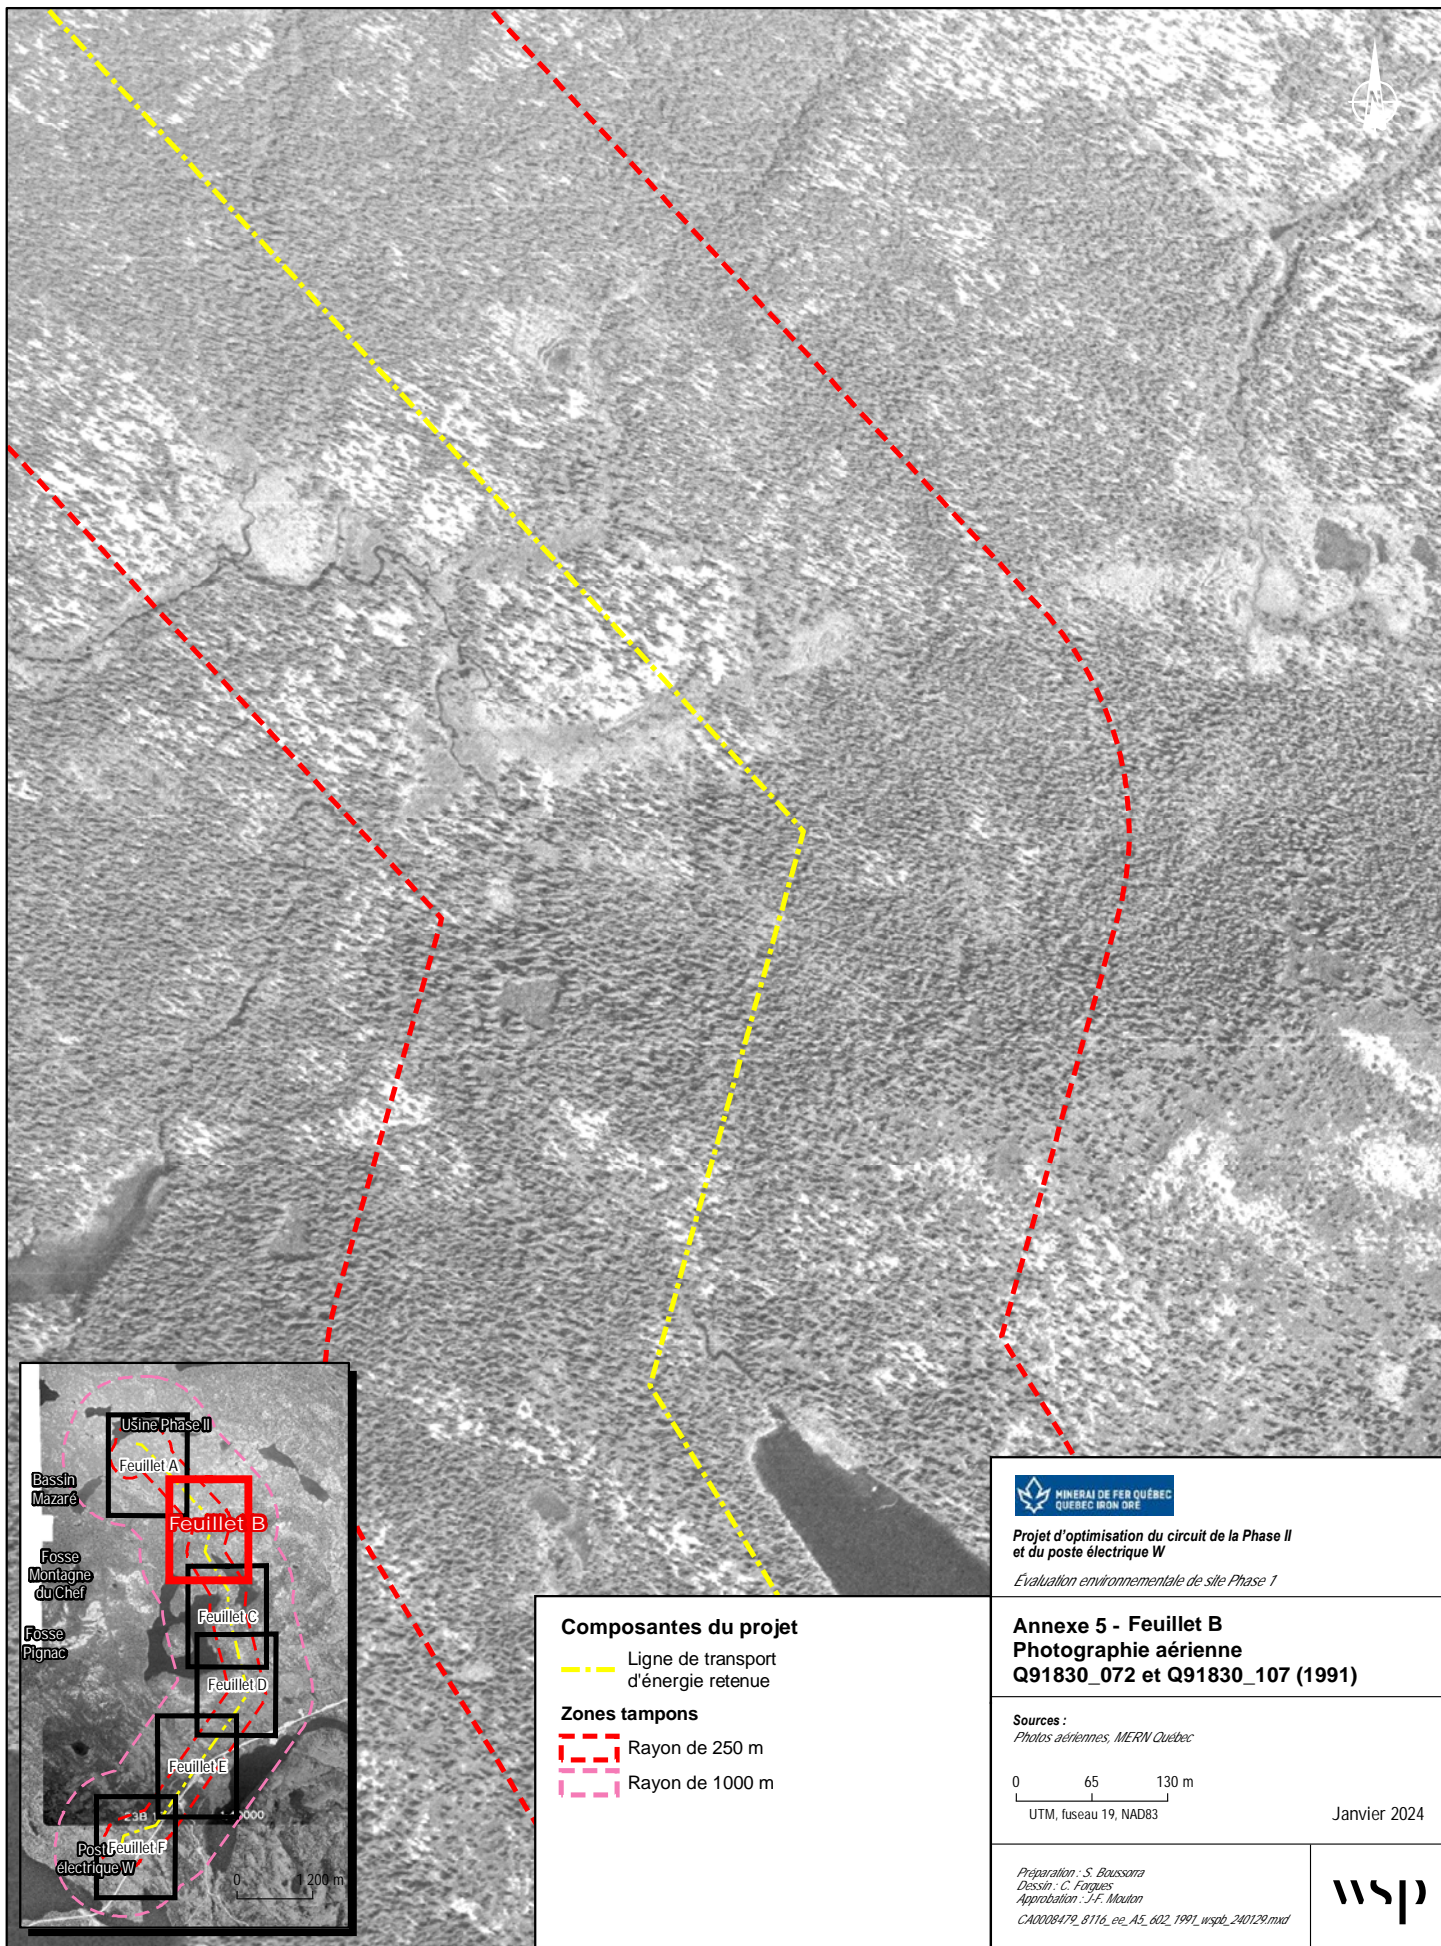 N
Usine Phase II
Feuillet A
Bassin
Mazaré
Feuillet B
Fosse
Montagne
du Chef
Feuillet C
Fosse
Pignac
Feuillet D
Feuillet E
Feuillet F
électrique W
0 1 200 m
Composantes du projet
Ligne de transport
d'énergie retenue
Zones tampons
Rayon de 250 m
Rayon de 1000 m
MINERAI DE FER QUÉBEC
QUEBEC IRON ORE
Projet d'optimisation du circuit de la Phase II
et du poste électrique W
Évaluation environnementale de site Phase 1
Annexe 5 - Feuillet B
Photographie aérienne
Q91830_072 et Q91830_107 (1991)
Sources :
Photos aériennes, MERN Québec
0 65 130 m
UTM, fuseau 19, NAD83
Janvier 2024
Préparation : S. Boussorra
Dessin : C. Forgues
Approbation : J-F. Mouton
CA0008479_8116_ee_A5_602_1991_wspb_240129.mxd
wsp